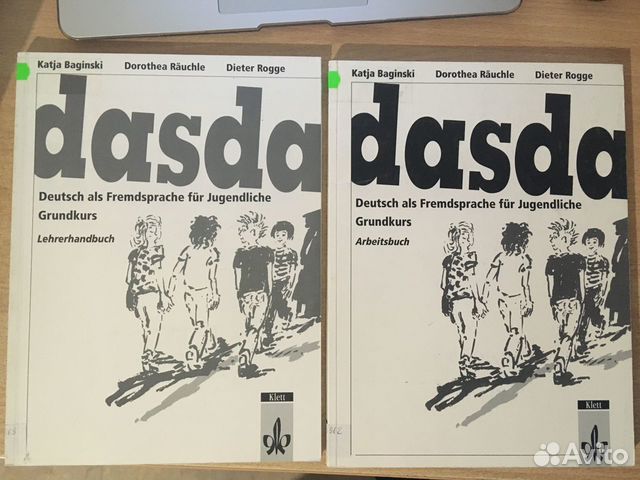 Katja Baginski Dorothea Räuchle Dieter Rogge
dasda
Deutsch als Fremdsprache für Jugendliche
Grundkurs
Lehrerhandbuch
Klett
Katja Baginski Dorothea Räuchle Dieter Rogge
dasda
Deutsch als Fremdsprache für Jugendliche
Grundkurs
Arbeitsbuch
Klett
Avito